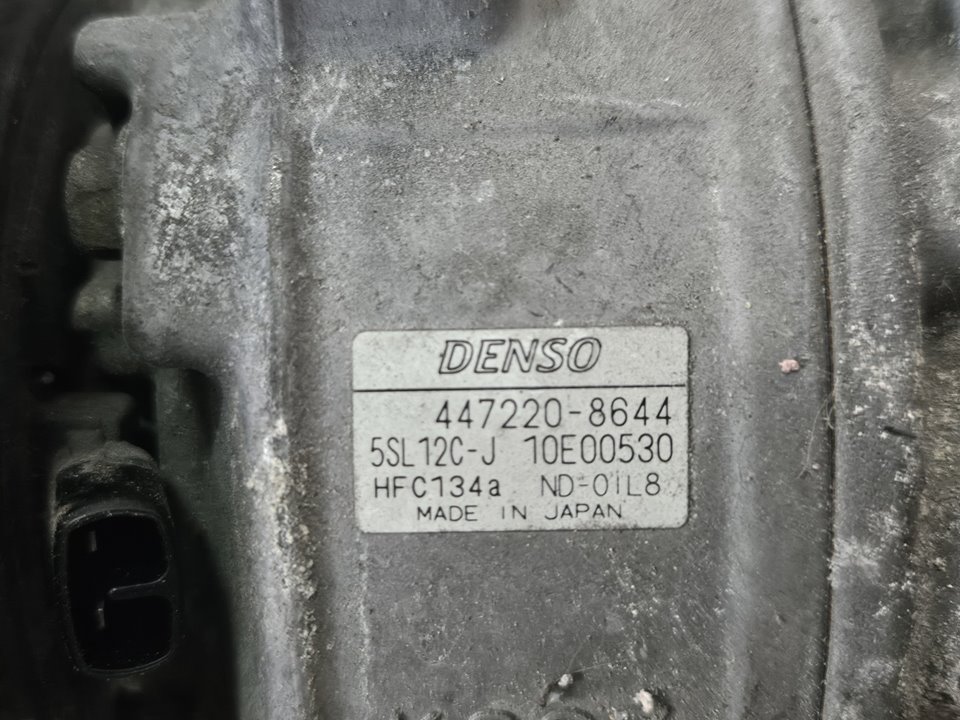 DENSO
447220-8644
5SL12C-J 10E00530
HFC134a ND-OIL8
MADE IN JAPAN